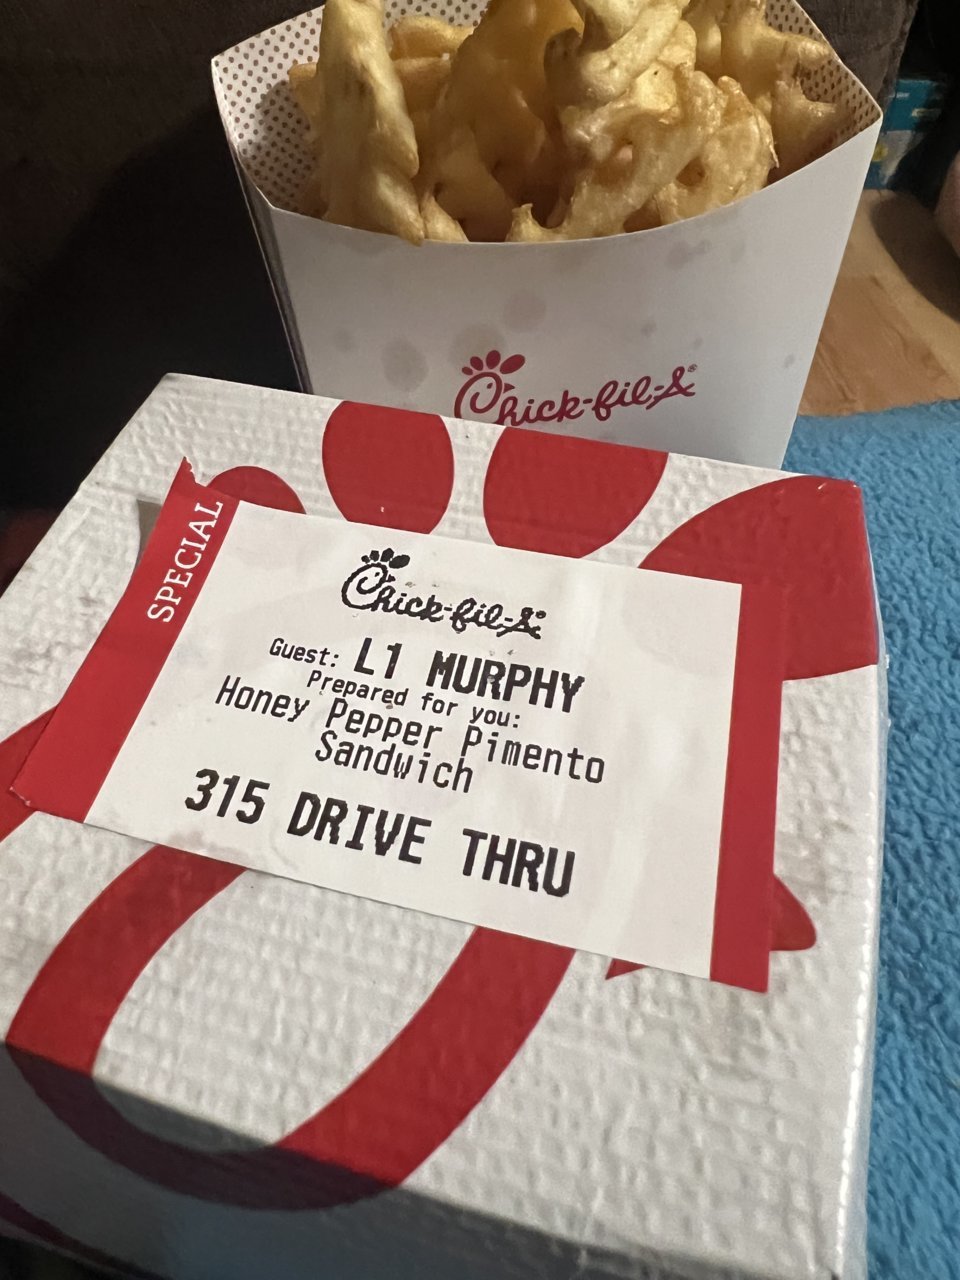 Chick-fil-A®
SPECIAL
Chick-fil-A®
Guest: L1 MURPHY
Prepared for you:
Honey Pepper Pimento
Sandwich
315 DRIVE THRU